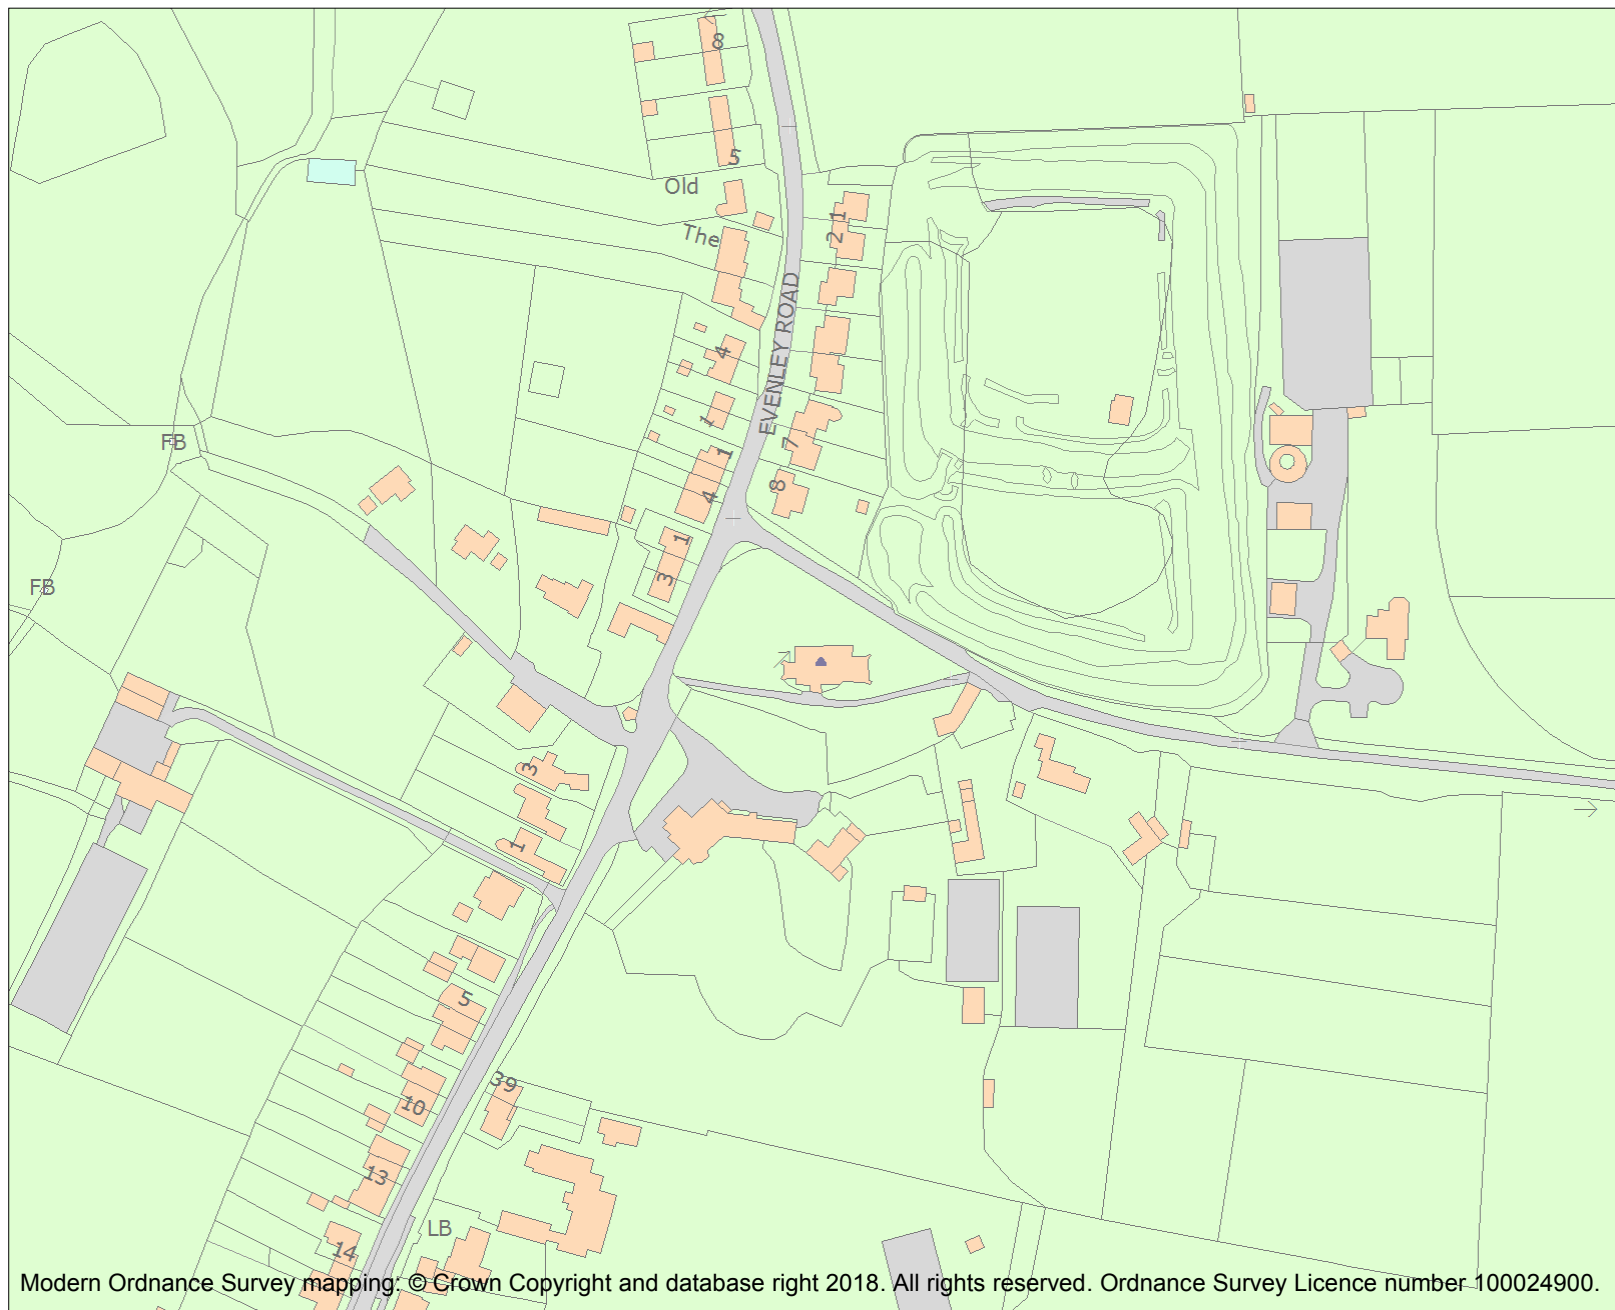 8
5
Old
The
1
2
EVENLEY ROAD
4
1
1
4
7
8
FB
FB
1
3
3
1
5
39
10
13
LB
14
Modern Ordnance Survey mapping: © Crown Copyright and database right 2018. All rights reserved. Ordnance Survey Licence number 100024900.